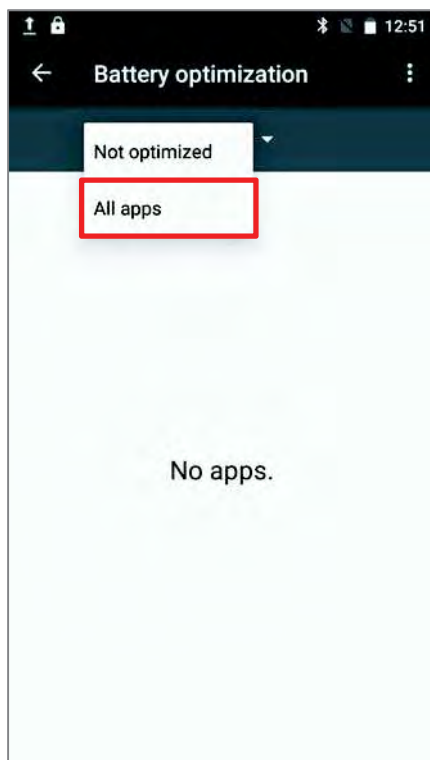 12:51
Battery optimization
Not optimized
All apps
No apps.